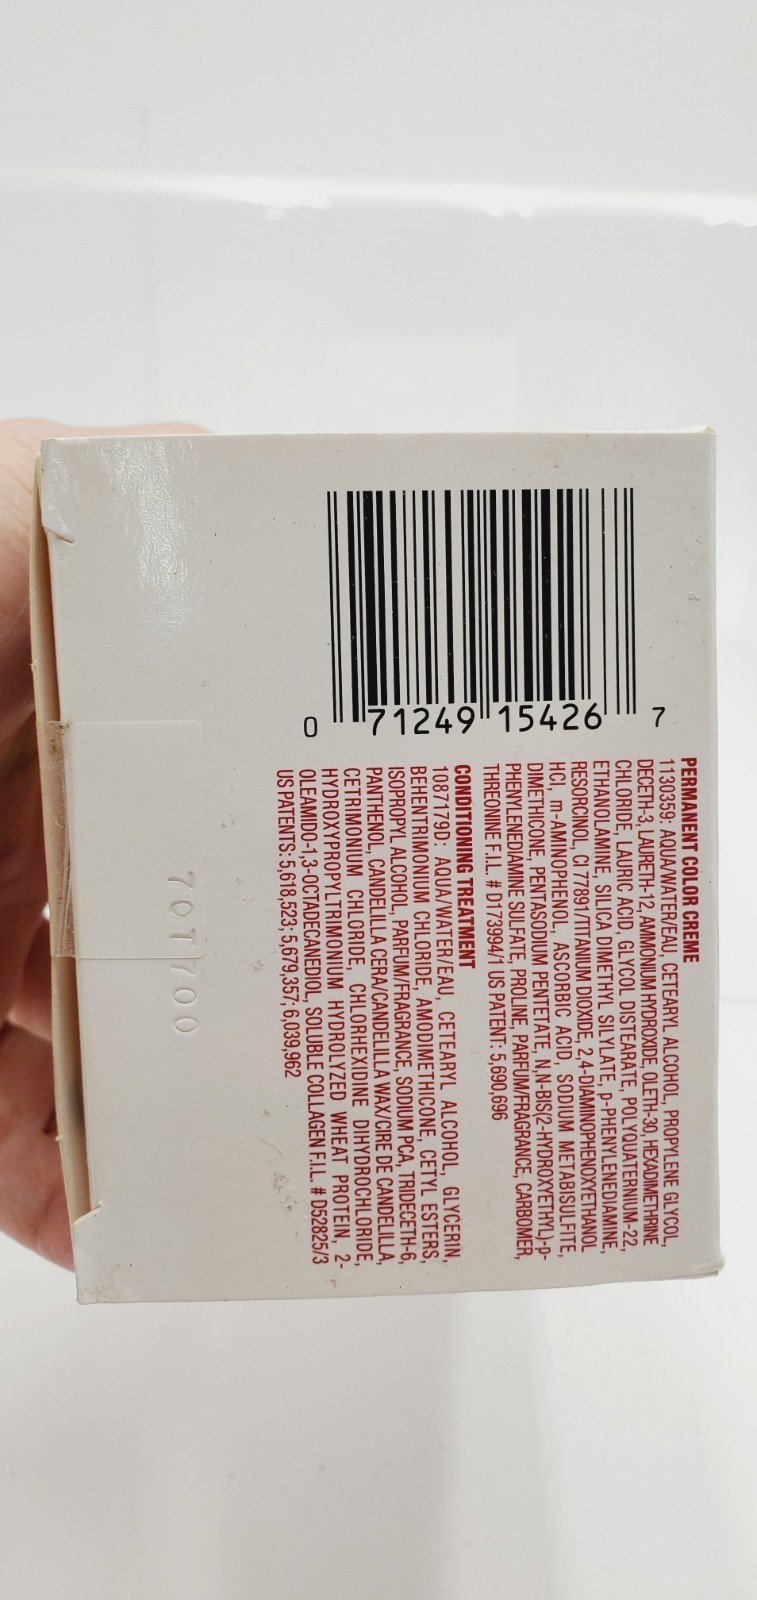 0 71249 15426 7
PERMANENT COLOR CREME
1130359; AQUA/WATER/EAU, CETEARYL ALCOHOL, PROPYLENE GLYCOL,
DECETH-3, LAURETH-12, AMMONIUM HYDROXIDE, OLETH-30, HEXADIMETHRINE
CHLORIDE, LAURIC ACID, GLYCOL DISTEARATE, POLYQUATERNIUM-22,
ETHANOLAMINE, SILICA DIMETHYL SILYLATE, p-PHENYLENEDIAMINE,
RESORCINOL, CI 77891/TITANIUM DIOXIDE, 2,4-DIAMINOPHENOXYETHANOL
HCl, m-AMINOPHENOL, ASCORBIC ACID, SODIUM METABISULFITE,
DIMETHICONE, PENTASODIUM PENTETATE, N,N-BIS(2-HYDROXYETHYL)-p-
PHENYLENEDIAMINE SULFATE, PROLINE, PARFUM/FRAGRANCE, CARBOMER,
THREONINE F.I.L. # D173994/1 US PATENT: 5,690,696
CONDITIONING TREATMENT
1087179D: AQUA/WATER/EAU, CETEARYL ALCOHOL, GLYCERIN,
BEHENTRIMONIUM CHLORIDE, AMODIMETHICONE, CETYL ESTERS,
ISOPROPYL ALCOHOL, PARFUM/FRAGRANCE, SODIUM PCA, TRIDECETH-6,
PANTHENOL, CANDELILLA CERA/CANDELILLA WAX/CIRE DE CANDELILLA,
CETRIMONIUM CHLORIDE, CHLORHEXIDINE DIHYDROCHLORIDE,
HYDROXYPROPYLTRIMONIUM HYDROLYZED WHEAT PROTEIN, 2-
OLEAMIDO-1,3-OCTADECANEDIOL, SOLUBLE COLLAGEN F.I.L. # D52825/3
US PATENTS: 5,618,523; 5,679,357; 6,039,962
70T700